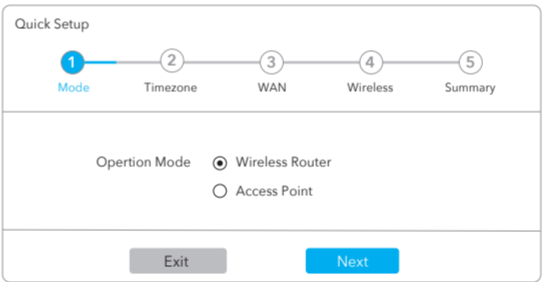 Quick Setup
1 2 3 4 5
Mode Timezone WAN Wireless Summary
Opertion Mode Wireless Router
Access Point
Exit Next